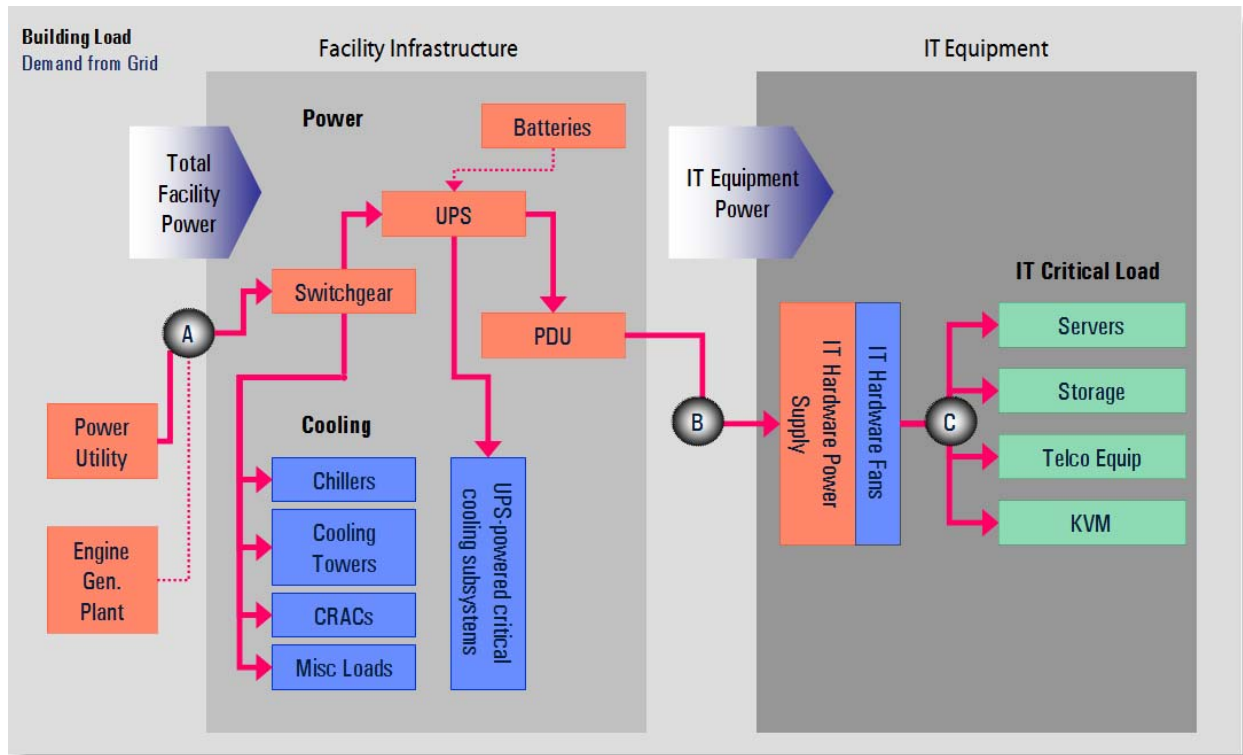 Building Load
Demand from Grid
Facility Infrastructure
IT Equipment
Power
Batteries
Total
Facility
Power
UPS
Switchgear
PDU
A
Power
Utility
Engine
Gen.
Plant
Cooling
Chillers
Cooling
Towers
CRACs
Misc Loads
UPS-powered critical
cooling subsystems
IT Equipment
Power
B
IT Hardware Power
Supply
IT Hardware Fans
C
IT Critical Load
Servers
Storage
Telco Equip
KVM